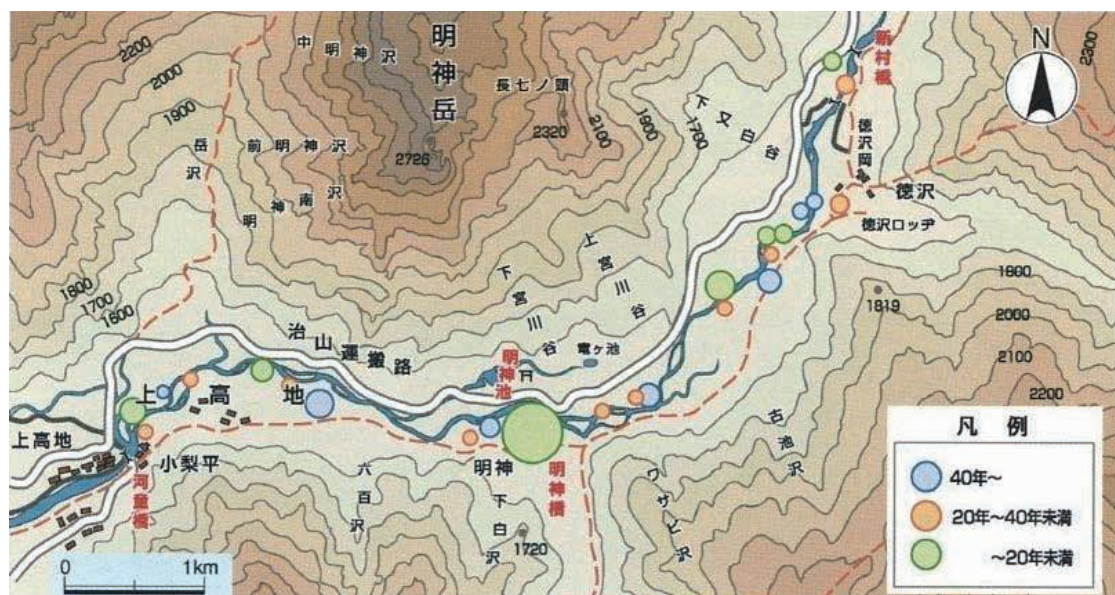 2200
2000
1900
中明神沢
明神岳
長七ノ頭
2320
2100
1900
1700
下又白谷
新村橋
2300
N
徳沢岡
徳沢
徳沢ロッヂ
岳沢
前明神沢
明神南沢
2726
上宮川谷
下宮川谷
1800
1700
1600
治山運搬路
明神池
竜ヶ池
1819
1800
2000
2100
2200
上高地
上高地
小梨平
河童橋
六百沢
明神
下白沢
1720
明神橋
ワサビ沢
古池沢
0
1km
凡例
40年~
20年~40年未満
~20年未満